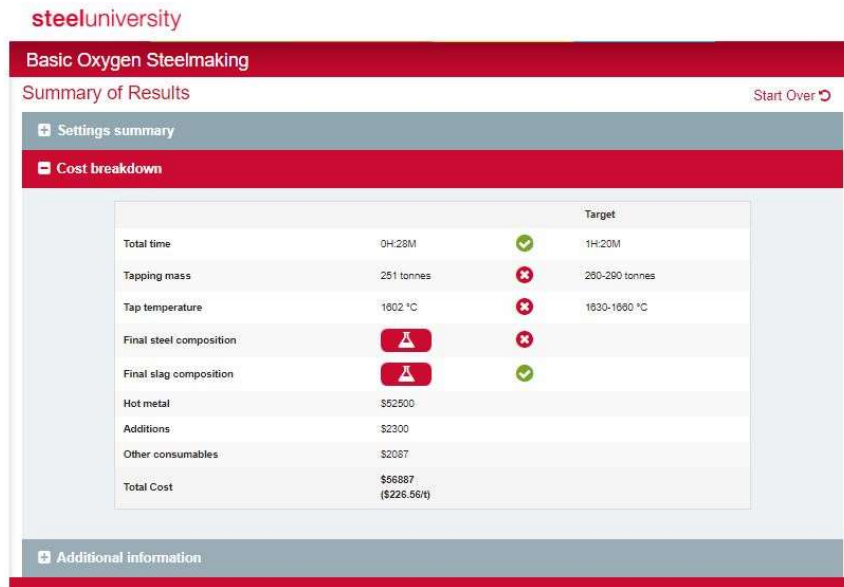 steeluniversity
Basic Oxygen Steelmaking
Summary of Results
Start Over
Settings summary
Cost breakdown
Target
Total time 0H:28M 1H:20M
Tapping mass 251 tonnes 260-290 tonnes
Tap temperature 1602 °C 1630-1660 °C
Final steel composition
Final slag composition
Hot metal $52500
Additions $2300
Other consumables $2087
Total Cost $56887
($226.56/t)
Additional information